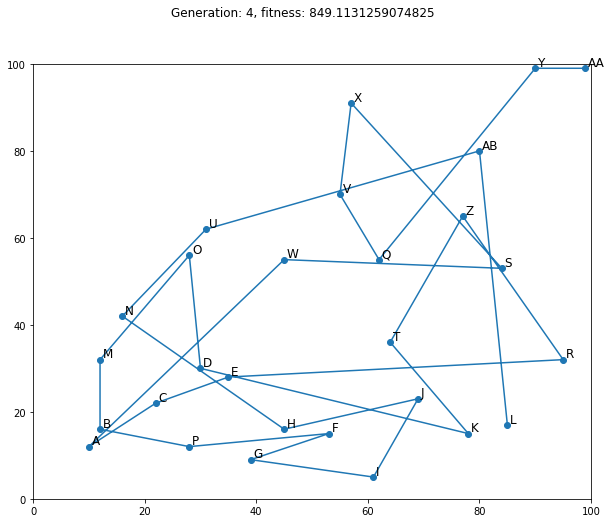 Generation: 4, fitness: 849.1131259074825
100
Y
AA
X
80
AB
V
Z
U
60
O
W
Q
S
N
40
T
M
R
D
E
20
C
J
B
H
F
K
L
A
P
G
I
0
0
20
40
60
80
100